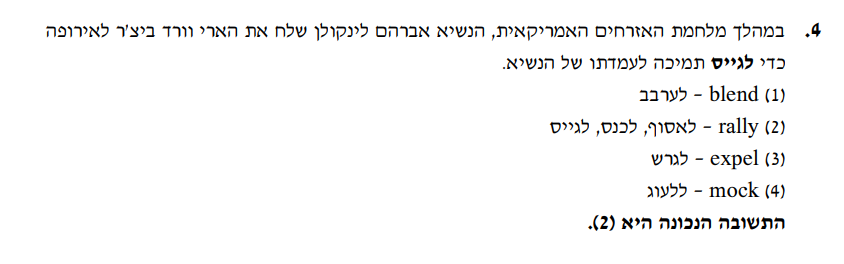 4. במהלך מלחמת האזרחים האמריקאית, הנשיא אברהם לינקולן שלח את הארי וורד ביצ'ר לאירופה
כדי לגייס תמיכה לעמדתו של הנשיא.
(1) blend – לערבב
(2) rally – לאסוף, לכנס, לגייס
(3) expel – לגרש
(4) mock – ללעוג
התשובה הנכונה היא (2).